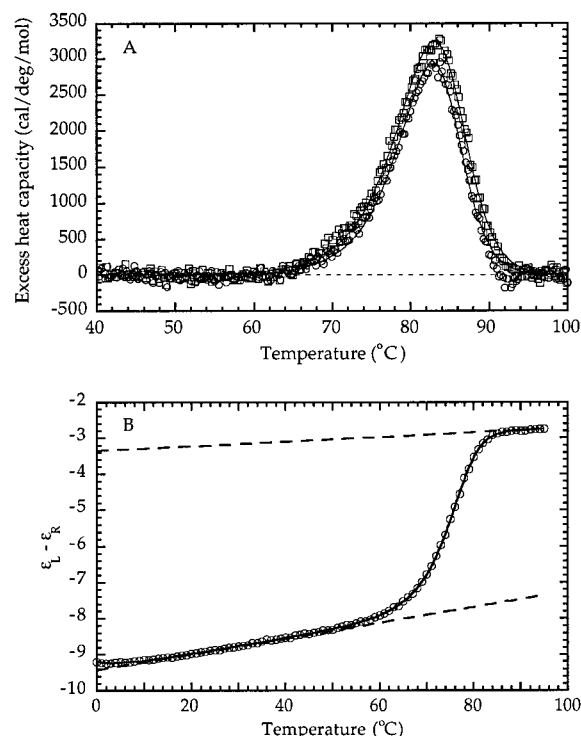 A
Excess heat capacity (cal/deg/mol)
3500
3000
2500
2000
1500
1000
500
0
-500
40 50 60 70 80 90 100
Temperature (°C)
B
ε_L - ε_R
-2
-3
-4
-5
-6
-7
-8
-9
-10
0 20 40 60 80 100
Temperature (°C)